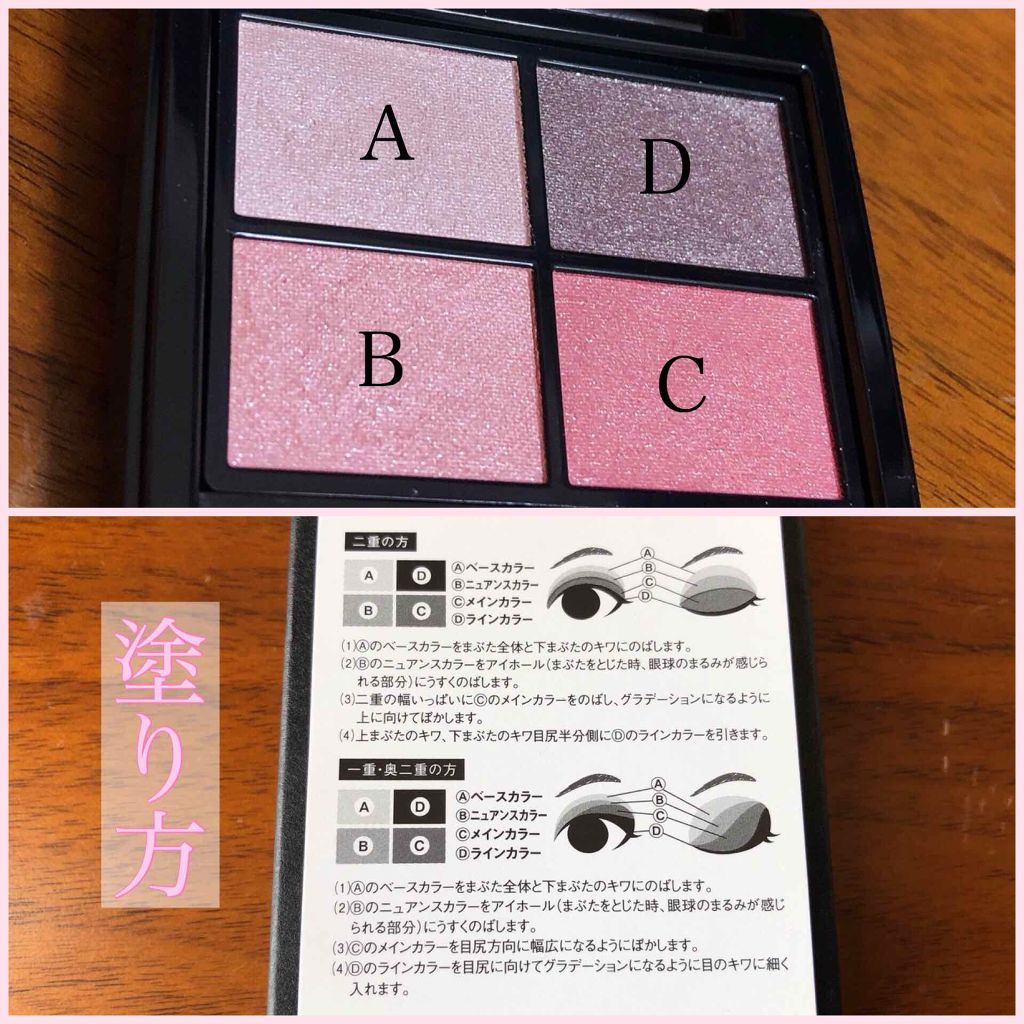 A
D
B
C
塗り方
二重の方
A D
B C
Ⓐベースカラー
Ⓑニュアンスカラー
Ⓒメインカラー
Ⓓラインカラー
A
B
C
D
(1)Ⓐのベースカラーをまぶた全体と下まぶたのキワにのばします。
(2)Ⓑのニュアンスカラーをアイホール(まぶたをとじた時、眼球のまるみが感じら
れる部分)にうすくのばします。
(3)二重の幅いっぱいにⒸのメインカラーをのばし、グラデーションになるように
上に向けてぼかします。
(4)上まぶたのキワ、下まぶたのキワ目尻半分側にⒹのラインカラーを引きます。
一重・奥二重の方
A D
B C
Ⓐベースカラー
Ⓑニュアンスカラー
Ⓒメインカラー
Ⓓラインカラー
A
B
C
D
(1)Ⓐのベースカラーをまぶた全体と下まぶたのキワにのばします。
(2)Ⓑのニュアンスカラーをアイホール(まぶたをとじた時、眼球のまるみが感じ
られる部分)にうすくのばします。
(3)Ⓒのメインカラーを目尻方向に幅広になるようにぼかします。
(4)Ⓓのラインカラーを目尻に向けてグラデーションになるように目のキワに細く
入れます。